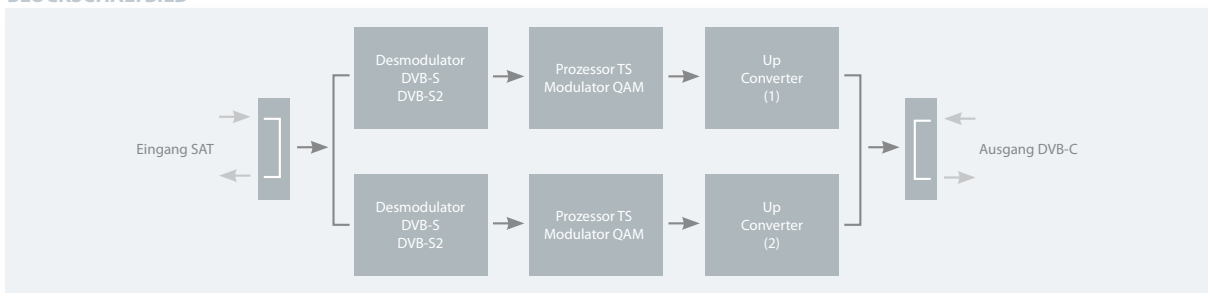 BLOCKSCHALTBILD
Desmodulator
DVB-S
DVB-S2
Prozessor TS
Modulator QAM
Up
Converter
(1)
Eingang SAT
Ausgang DVB-C
Desmodulator
DVB-S
DVB-S2
Prozessor TS
Modulator QAM
Up
Converter
(2)